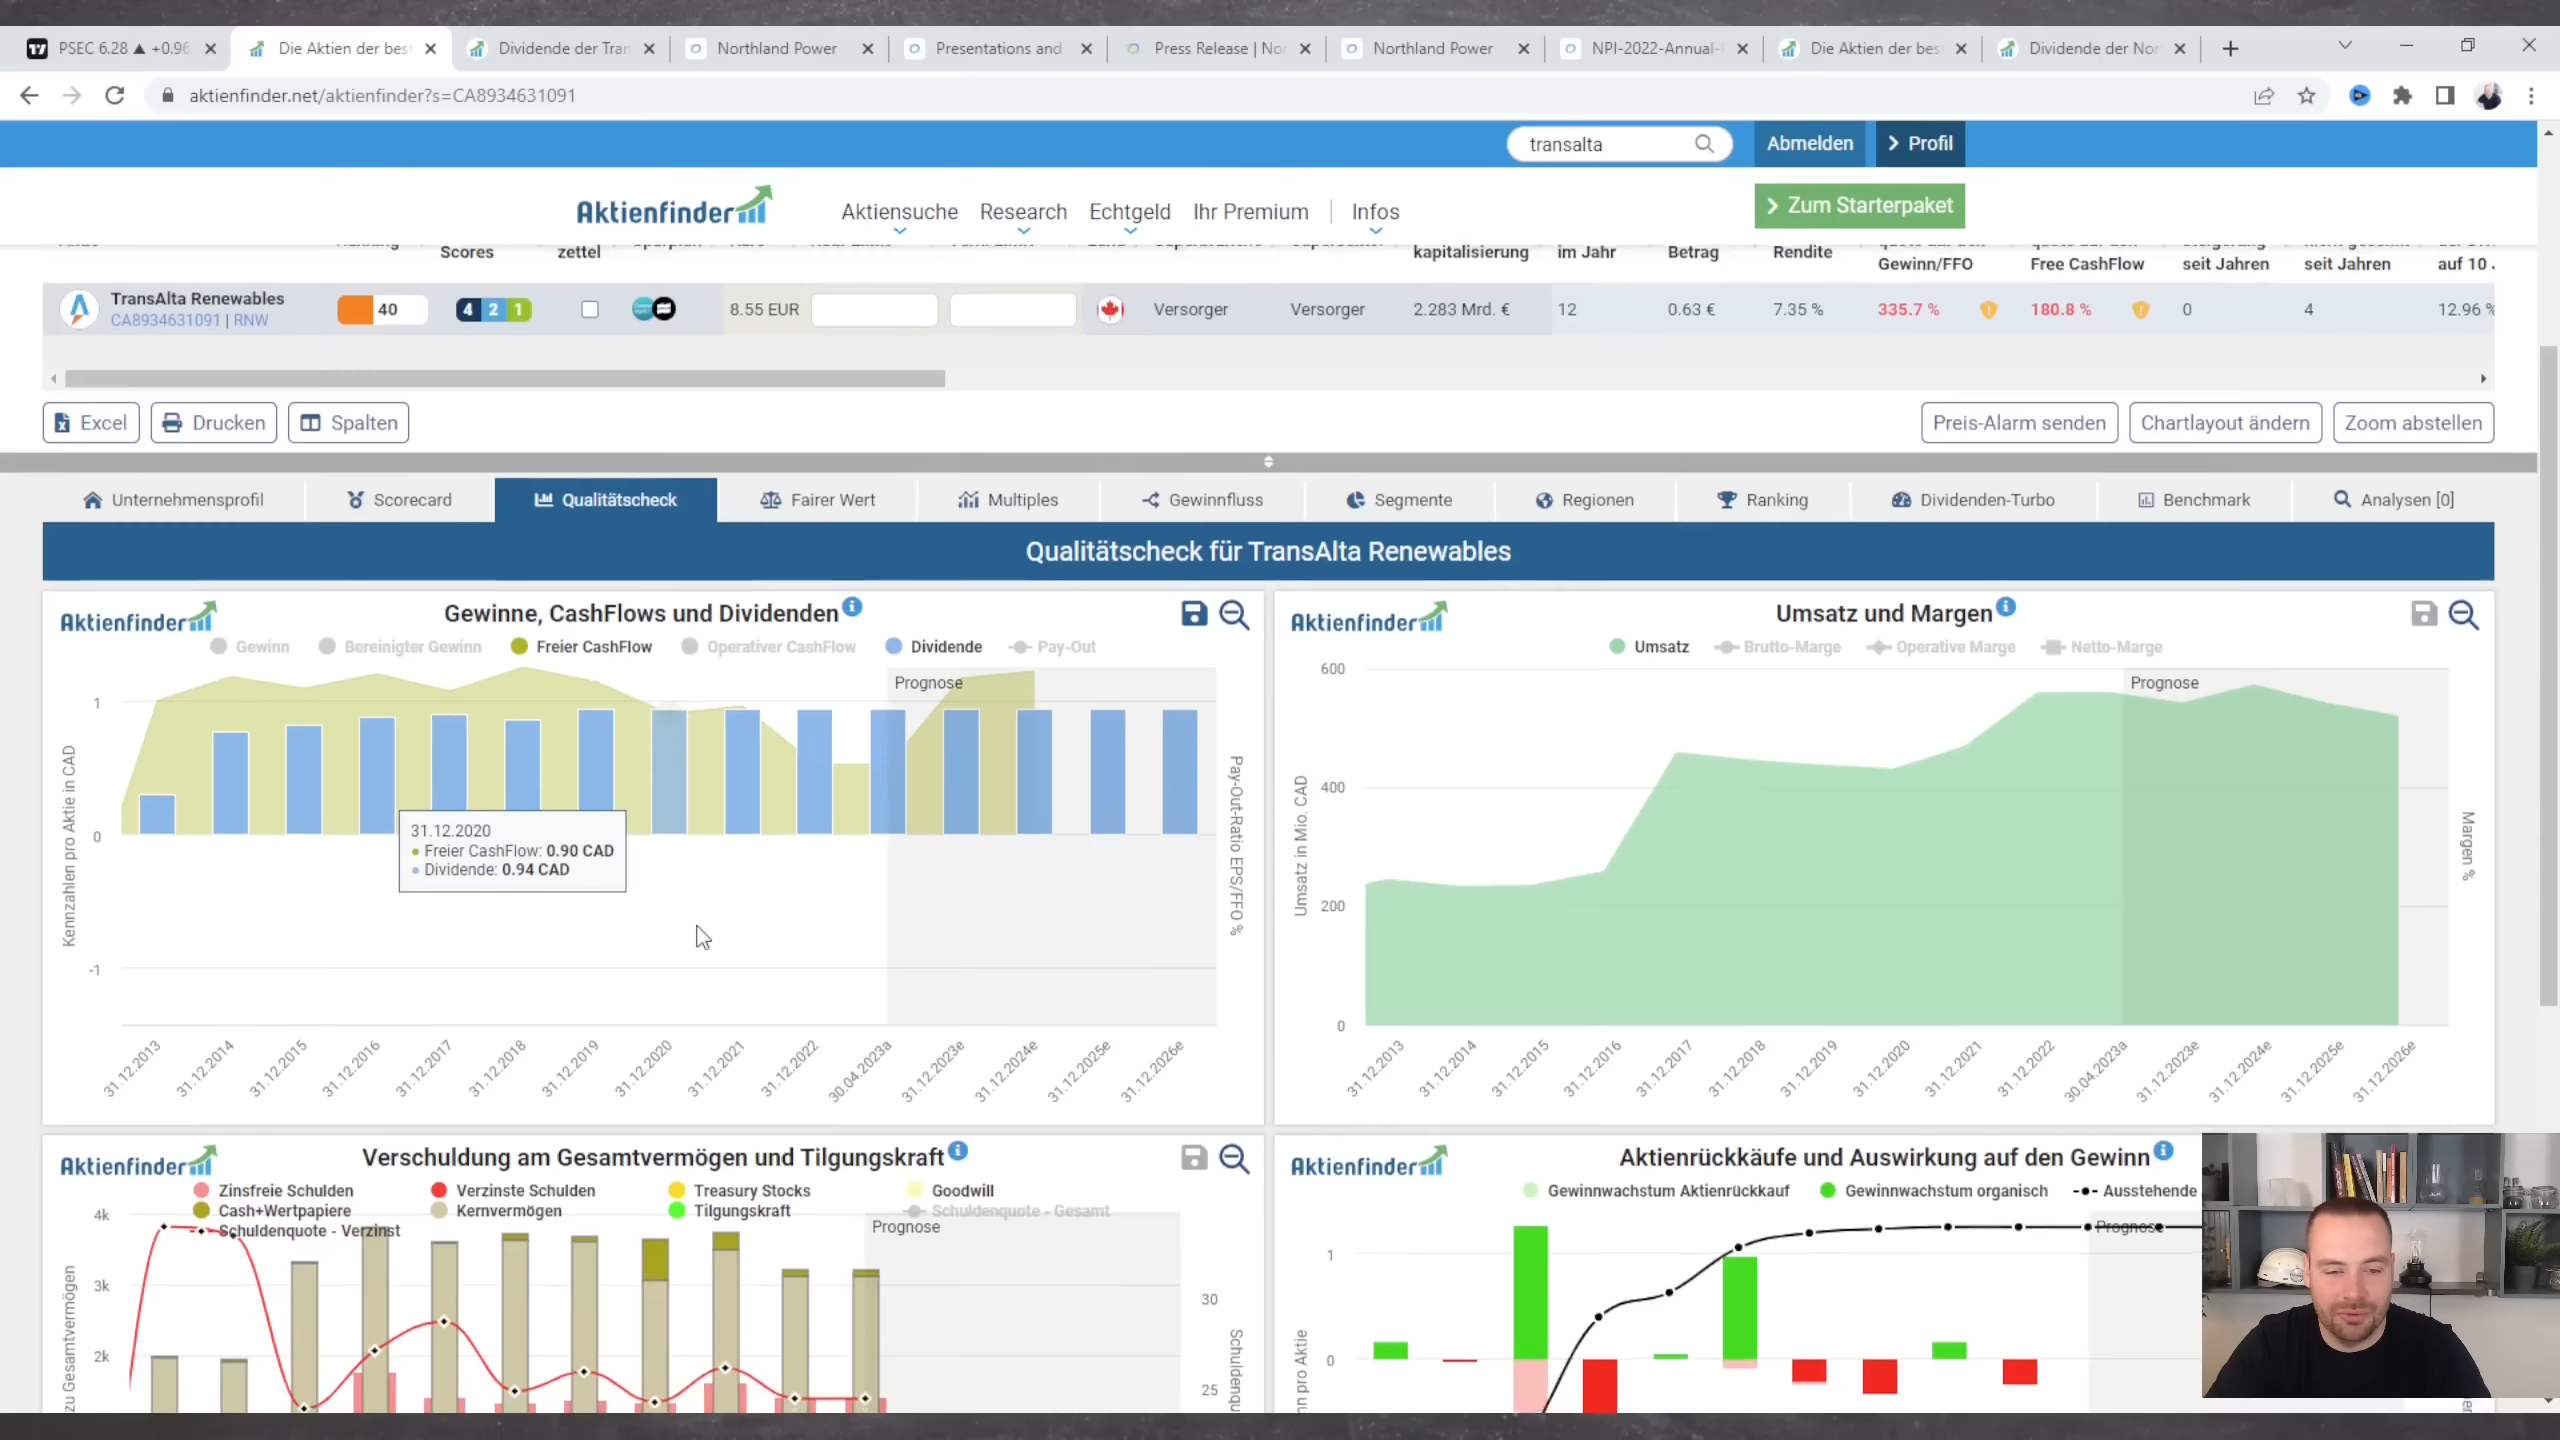 PSEC 6.28 ▲ +0.96
Die Aktien der bes
Dividende der Tran
Northland Power
Presentations and
Press Release | No
Northland Power
NPI-2022-Annual-
Die Aktien der bes
Dividende der Nor
aktienfinder.net/aktienfinder?s=CA8934631091
transalta
Abmelden
Profil
Aktienfinder
Aktiensuche
Research
Echtgeld
Ihr Premium
Infos
Zum Starterpaket
Scores
zettel
kapitalisierung
im Jahr
Betrag
Rendite
Gewinn/FFO
Free CashFlow
seit Jahren
seit Jahren
auf 10
TransAlta Renewables
CA8934631091 | RNW
40
4 2 1
8.55 EUR
Versorger
Versorger
2.283 Mrd. €
12
0.63 €
7.35 %
335.7 %
180.8 %
0
4
12.96 %
Excel
Drucken
Spalten
Preis-Alarm senden
Chartlayout ändern
Zoom abstellen
Unternehmensprofil
Scorecard
Qualitätscheck
Fairer Wert
Multiples
Gewinnfluss
Segmente
Regionen
Ranking
Dividenden-Turbo
Benchmark
Analysen [0]
Qualitätscheck für TransAlta Renewables
Aktienfinder
Gewinne, CashFlows und Dividenden
Gewinn
Bereinigter Gewinn
Freier CashFlow
Operativer CashFlow
Dividende
Pay-Out
Prognose
1
0
-1
Kennzahlen pro Aktie in CAD
Pay-Out-Ratio EPS/FFO %
31.12.2020
Freier CashFlow: 0.90 CAD
Dividende: 0.94 CAD
31.12.2013
31.12.2014
31.12.2015
31.12.2016
31.12.2017
31.12.2018
31.12.2019
31.12.2020
31.12.2021
31.12.2022
30.04.2023a
31.12.2023e
31.12.2024e
31.12.2025e
31.12.2026e
Aktienfinder
Umsatz und Margen
Umsatz
Brutto-Marge
Operative Marge
Netto-Marge
Prognose
600
400
200
0
Umsatz in Mio. CAD
Margen %
31.12.2013
31.12.2014
31.12.2015
31.12.2016
31.12.2017
31.12.2018
31.12.2019
31.12.2020
31.12.2021
31.12.2022
30.04.2023a
31.12.2023e
31.12.2024e
31.12.2025e
31.12.2026e
Aktienfinder
Verschuldung am Gesamtvermögen und Tilgungskraft
Zinsfreie Schulden
Verzinste Schulden
Treasury Stocks
Goodwill
Cash+Wertpapiere
Kernvermögen
Tilgungskraft
Schuldenquote - Gesamt
Schuldenquote - Verzinst
Prognose
4k
3k
2k
30
25
zu Gesamtvermögen
Schuldenqu
Aktienfinder
Aktienrückkäufe und Auswirkung auf den Gewinn
Gewinnwachstum Aktienrückkauf
Gewinnwachstum organisch
Ausstehende
Prognose
1
0
nn pro Aktie